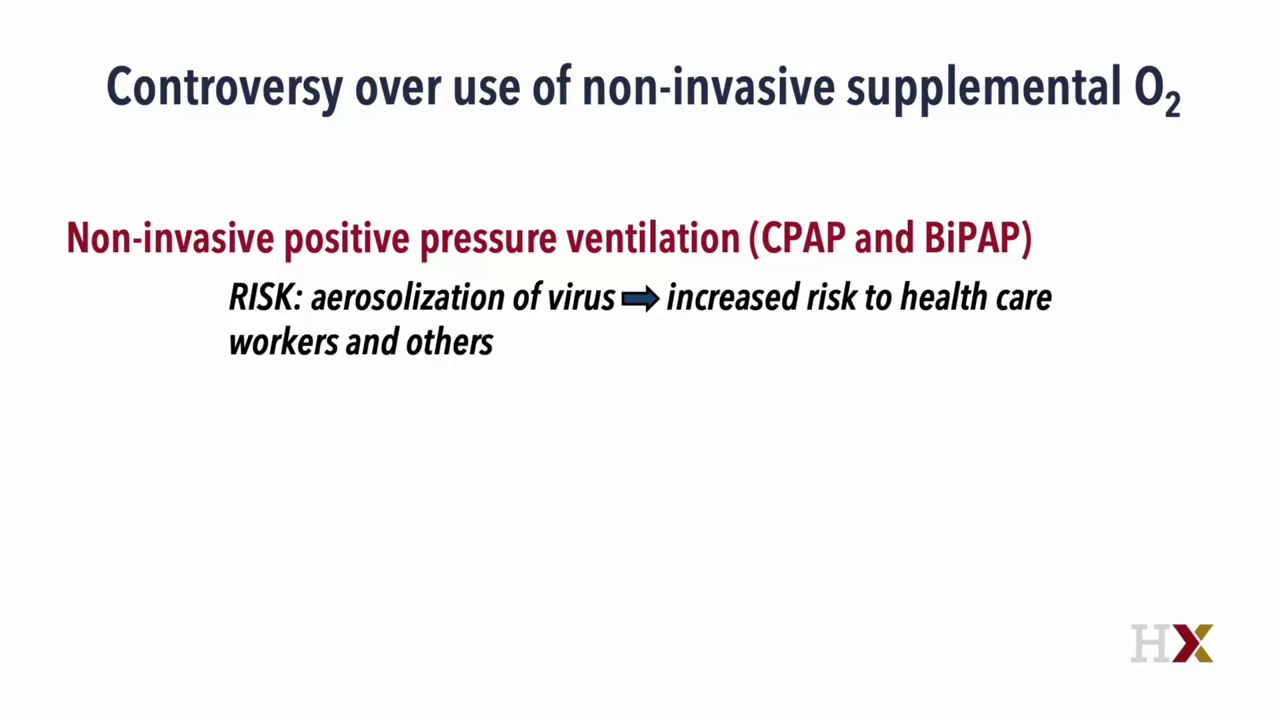 Controversy over use of non-invasive supplemental O₂
Non-invasive positive pressure ventilation (CPAP and BiPAP)
RISK: aerosolization of virus ➡ increased risk to health care
workers and others
HX